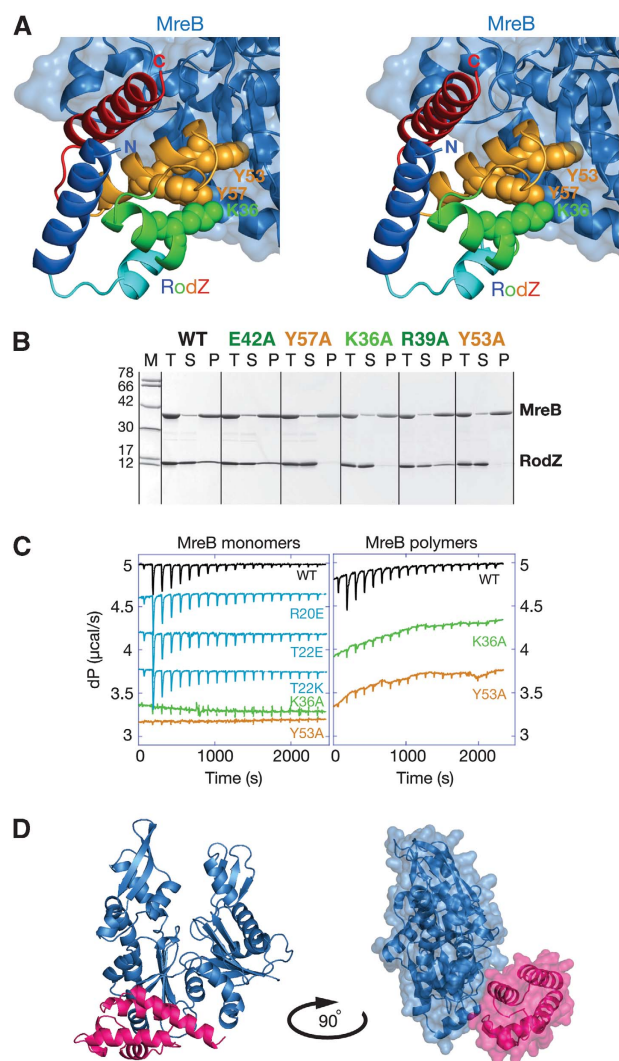 A
MreB
C
N
Y53
Y57
K36
RodZ
C
N
Y53
Y57
K36
RodZ
B
WT E42A Y57A K36A R39A Y53A
M T S P T S P T S P T S P T S P T S P
78
66
42
30
17
12
MreB
RodZ
C
MreB monomers MreB polymers
5
4.5
4
3.5
3
dP (µcal/s)
WT
R20E
T22E
T22K
K36A
Y53A
WT
K36A
Y53A
5
4.5
4
3.5
3
0 1000 2000 0 1000 2000
Time (s) Time (s)
D
90°